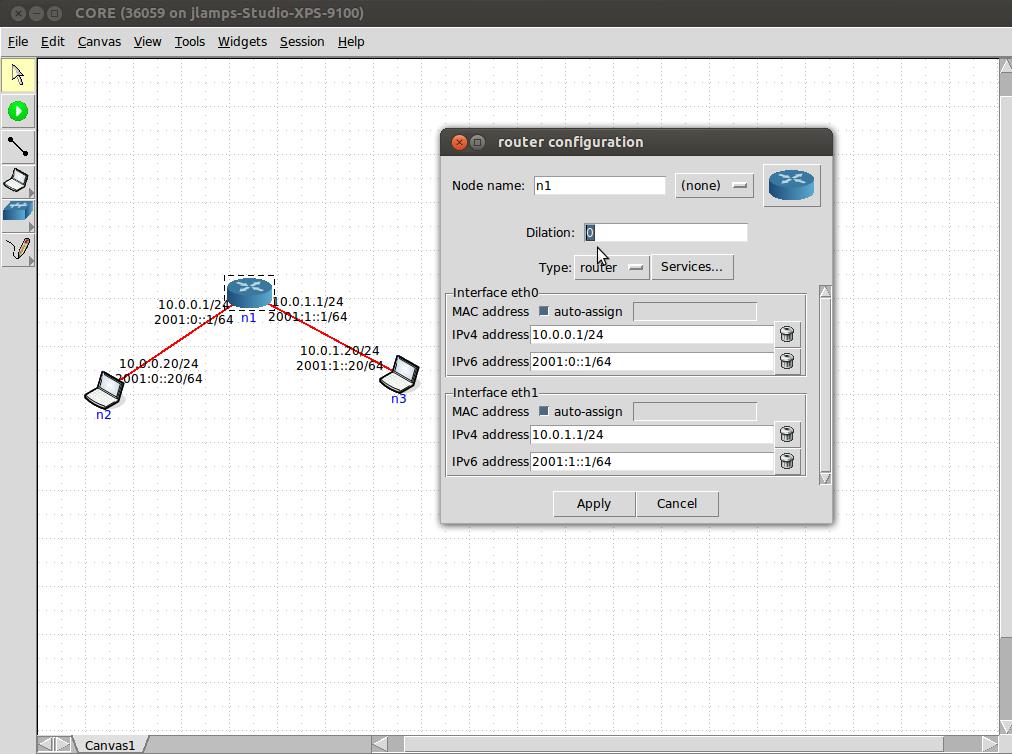 CORE (36059 on jlamps-Studio-XPS-9100)
File Edit Canvas View Tools Widgets Session Help
router configuration
Node name: n1 (none)
Dilation: 0
Type: router Services...
Interface eth0
MAC address auto-assign
IPv4 address 10.0.0.1/24
IPv6 address 2001:0::1/64
Interface eth1
MAC address auto-assign
IPv4 address 10.0.1.1/24
IPv6 address 2001:1::1/64
Apply Cancel
10.0.0.1/24
2001:0::1/64
n1
10.0.1.1/24
2001:1::1/64
10.0.0.20/24
2001:0::20/64
n2
10.0.1.20/24
2001:1::20/64
n3
Canvas1